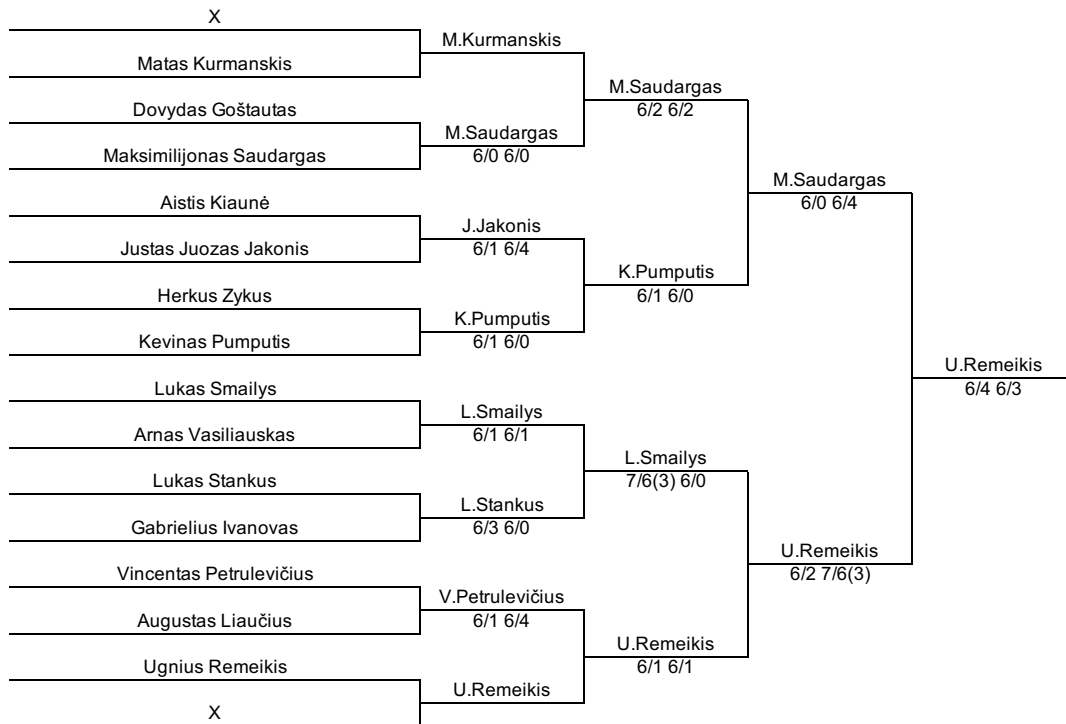 X
Matas Kurmanskis
Dovydas Goštautas
Maksimilijonas Saudargas
Aistis Kiaunė
Justas Juozas Jakonis
Herkus Zykus
Kevinas Pumputis
Lukas Smailys
Arnas Vasiliauskas
Lukas Stankus
Gabrielius Ivanovas
Vincentas Petrulevičius
Augustas Liaučius
Ugnius Remeikis
X
M.Kurmanskis
M.Saudargas
6/0 6/0
J.Jakonis
6/1 6/4
K.Pumputis
6/1 6/0
L.Smailys
6/1 6/1
L.Stankus
6/3 6/0
V.Petrulevičius
6/1 6/4
U.Remeikis
M.Saudargas
6/2 6/2
K.Pumputis
6/1 6/0
L.Smailys
7/6(3) 6/0
U.Remeikis
6/1 6/1
M.Saudargas
6/0 6/4
U.Remeikis
6/2 7/6(3)
U.Remeikis
6/4 6/3